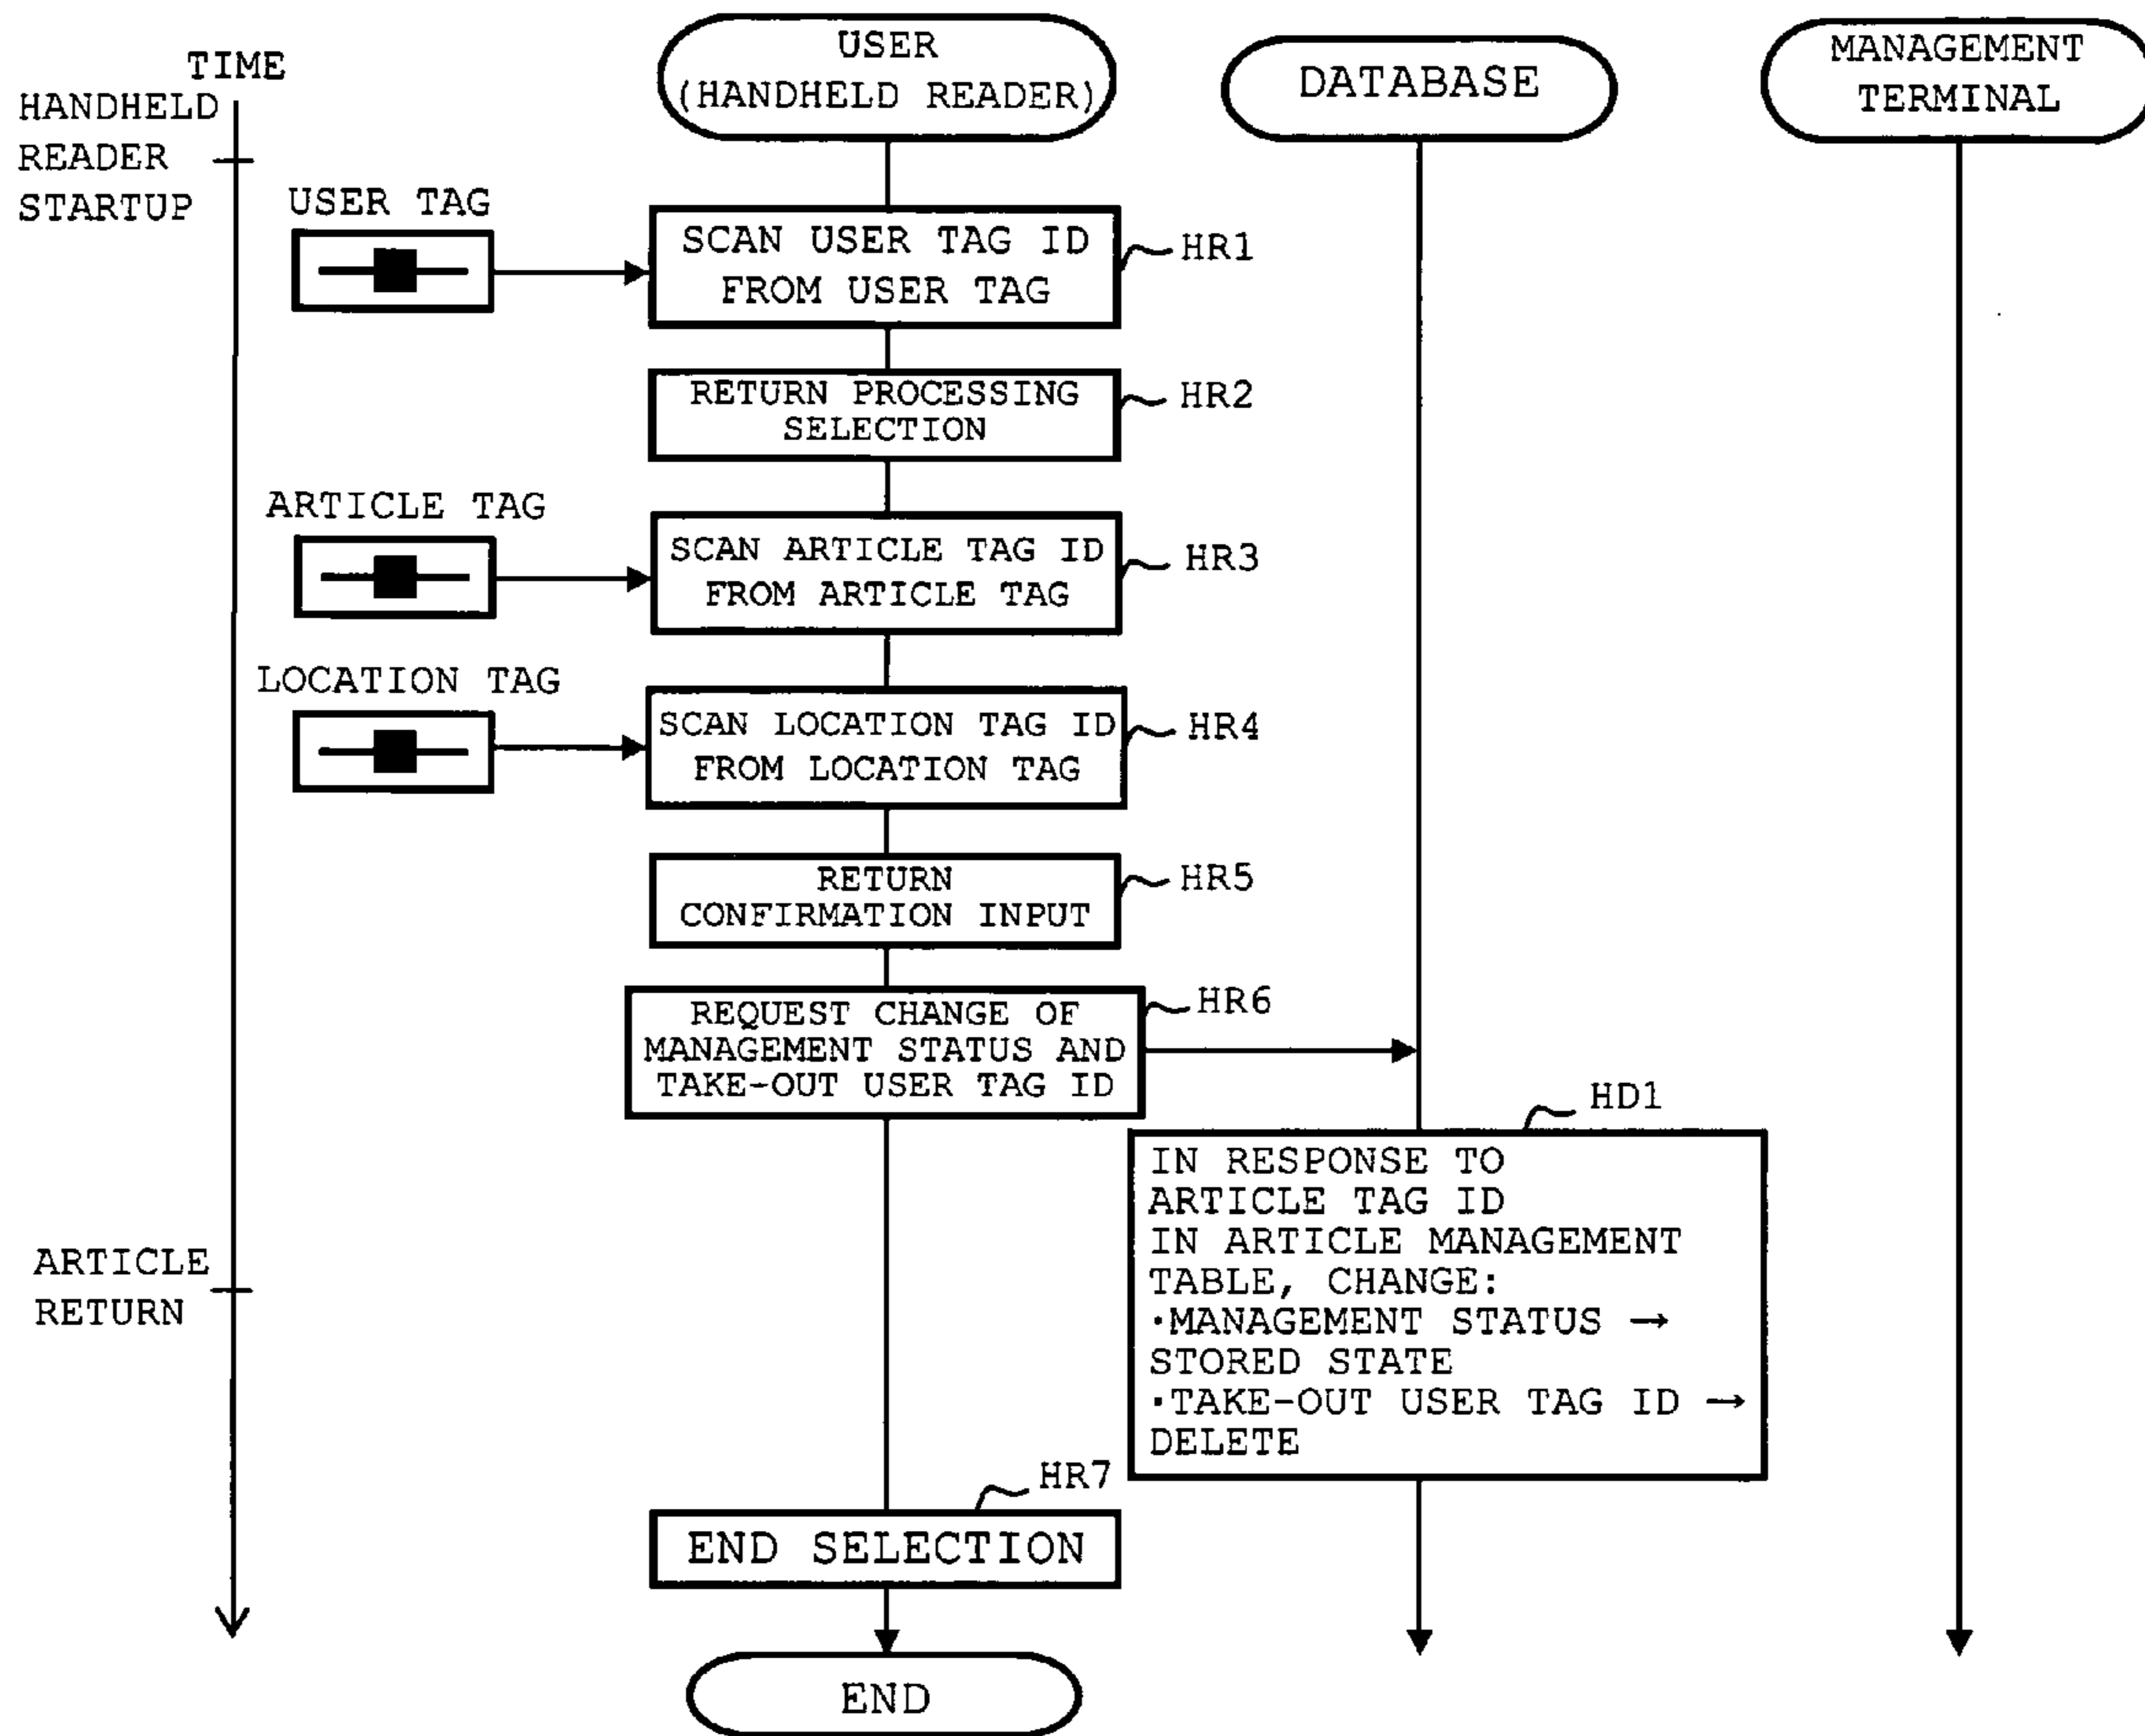 TIME
HANDHELD
READER
STARTUP
USER
(HANDHELD READER)
DATABASE
MANAGEMENT
TERMINAL
USER TAG
SCAN USER TAG ID
FROM USER TAG
HR1
RETURN PROCESSING
SELECTION
HR2
ARTICLE TAG
SCAN ARTICLE TAG ID
FROM ARTICLE TAG
HR3
LOCATION TAG
SCAN LOCATION TAG ID
FROM LOCATION TAG
HR4
RETURN
CONFIRMATION INPUT
HR5
REQUEST CHANGE OF
MANAGEMENT STATUS AND
TAKE-OUT USER TAG ID
HR6
HD1
IN RESPONSE TO
ARTICLE TAG ID
IN ARTICLE MANAGEMENT
TABLE, CHANGE:
·MANAGEMENT STATUS →
STORED STATE
·TAKE-OUT USER TAG ID →
DELETE
ARTICLE
RETURN
HR7
END SELECTION
END